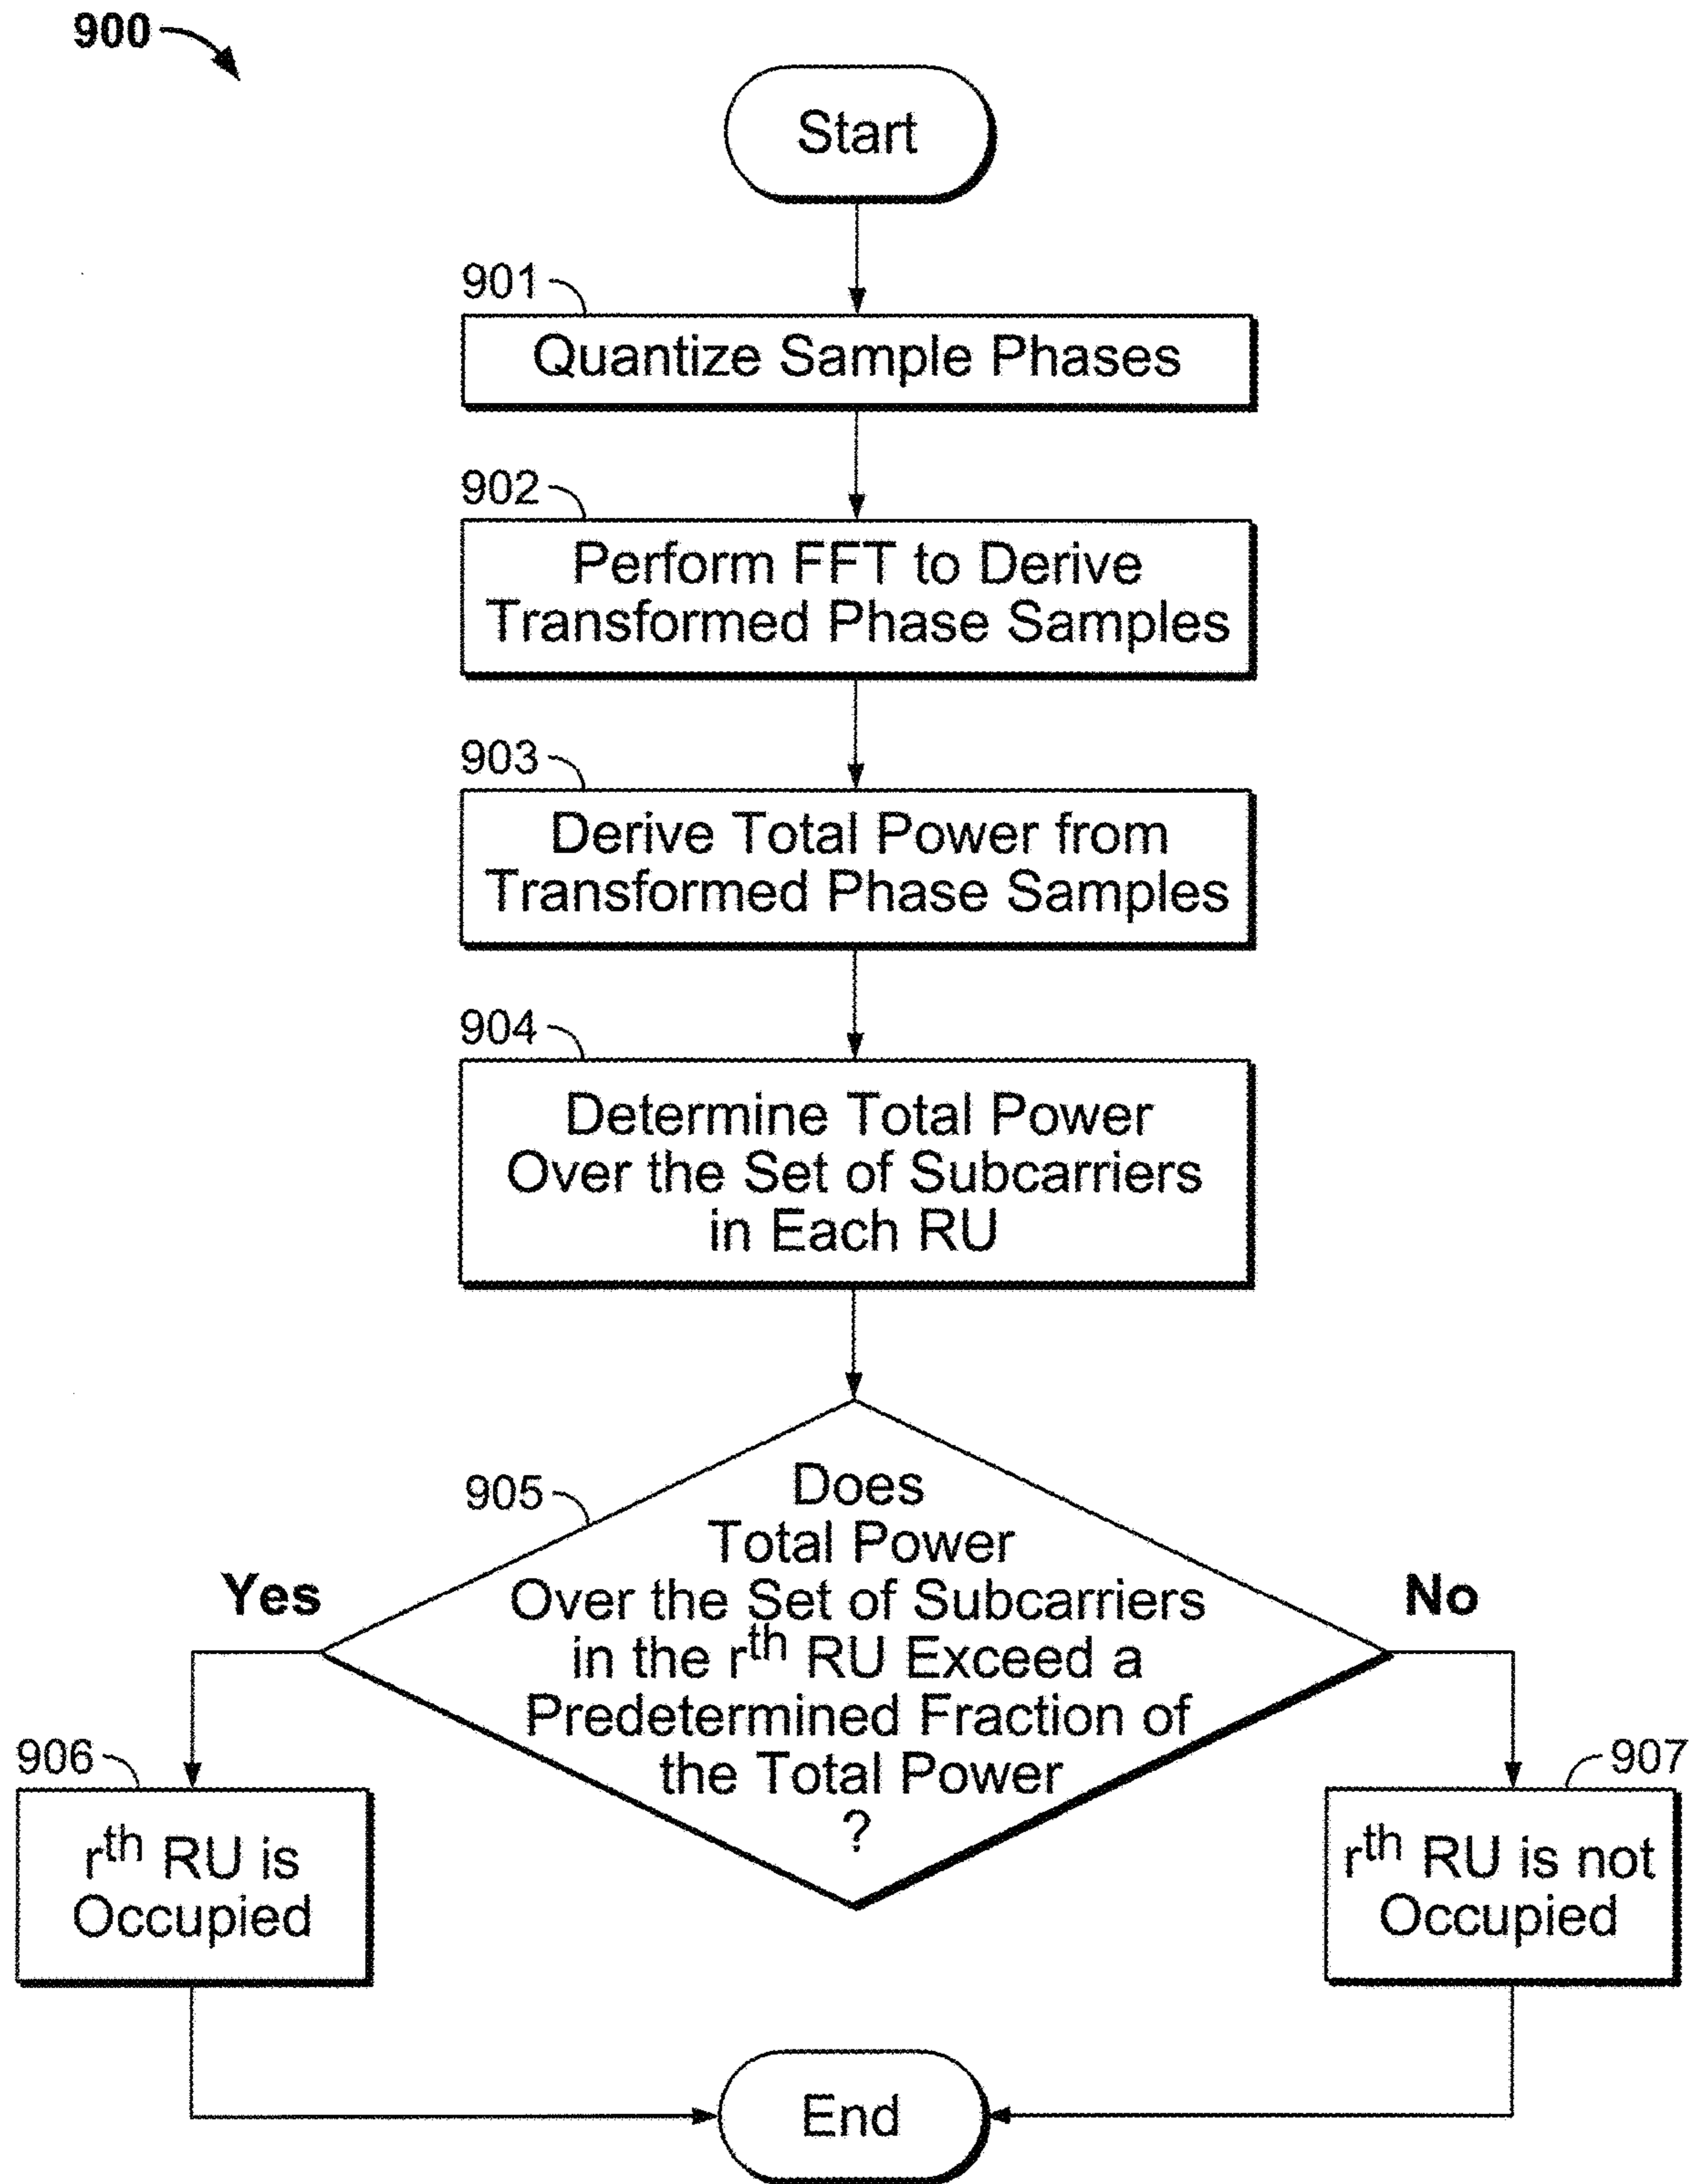 900
Start
901
Quantize Sample Phases
902
Perform FFT to Derive
Transformed Phase Samples
903
Derive Total Power from
Transformed Phase Samples
904
Determine Total Power
Over the Set of Subcarriers
in Each RU
905
Does
Total Power
Over the Set of Subcarriers
in the rth RU Exceed a
Predetermined Fraction of
the Total Power
?
Yes
No
906
rth RU is
Occupied
907
rth RU is not
Occupied
End